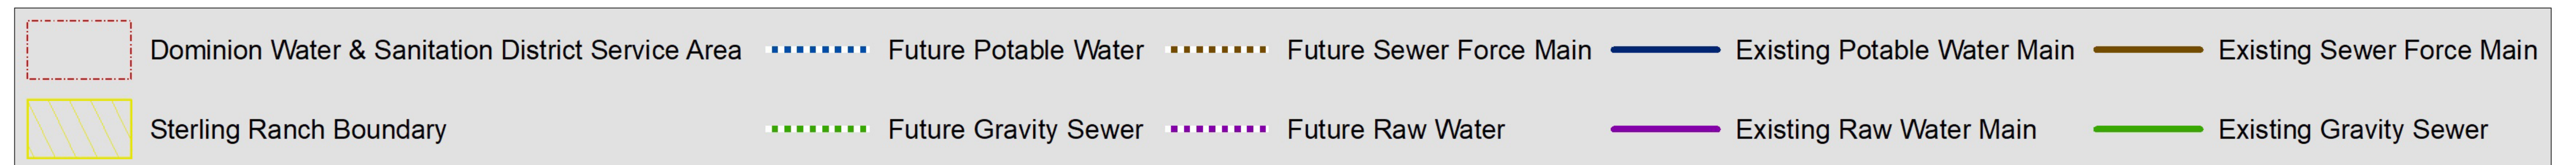 Dominion Water & Sanitation District Service Area Future Potable Water Future Sewer Force Main Existing Potable Water Main Existing Sewer Force Main
Sterling Ranch Boundary Future Gravity Sewer Future Raw Water Existing Raw Water Main Existing Gravity Sewer